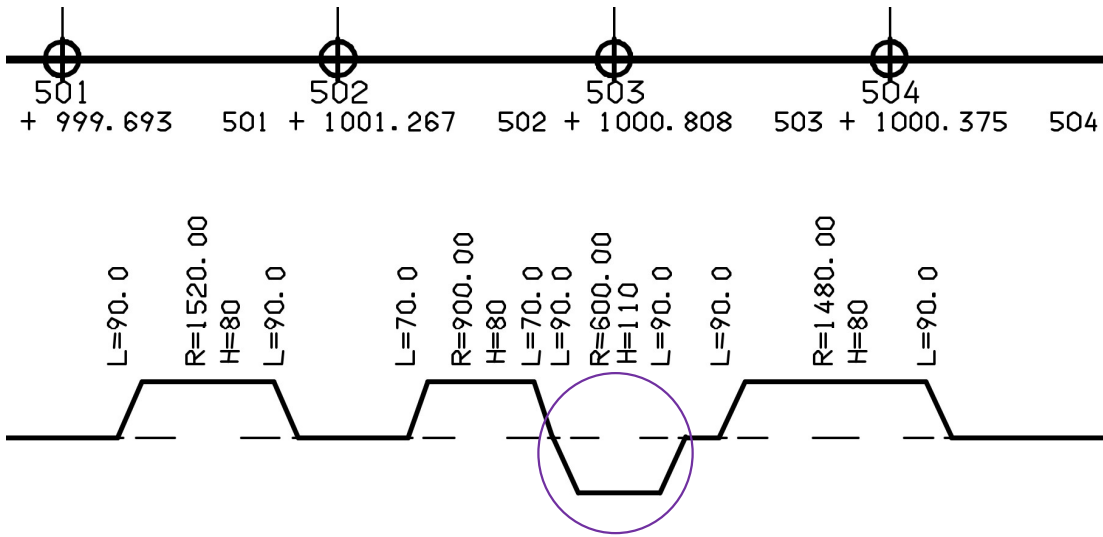 501
502
503
504
+ 999.693
501 + 1001.267
502 + 1000.808
503 + 1000.375
504
L=90.0
R=1520.00
H=80
L=90.0
L=70.0
R=900.00
H=80
L=70.0
L=90.0
R=600.00
H=110
L=90.0
L=90.0
R=1480.00
H=80
L=90.0